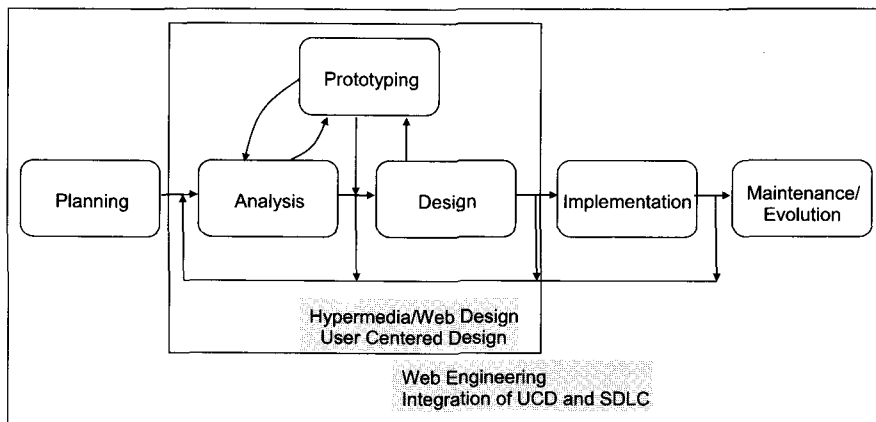 Prototyping
Planning
Analysis
Design
Implementation
Maintenance/
Evolution
Hypermedia/Web Design
User Centered Design
Web Engineering
Integration of UCD and SDLC